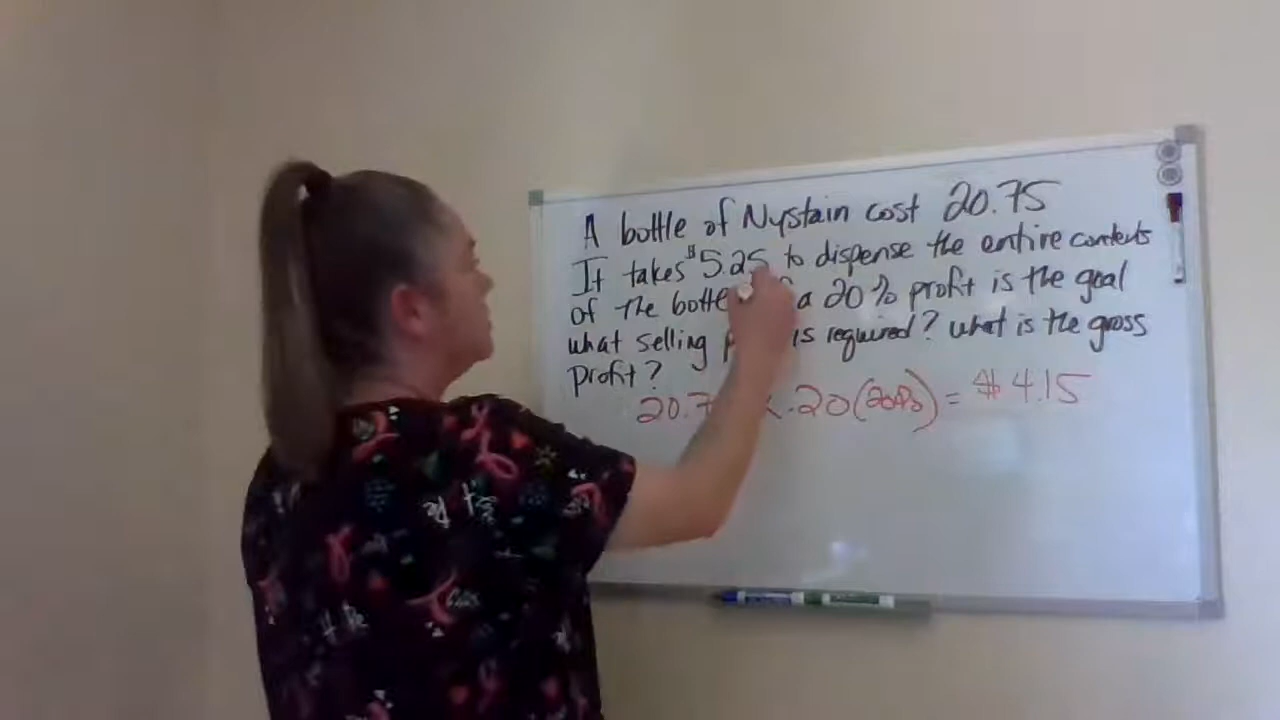 A bottle of Nystain cost 20.75
It takes $5.25 to dispense the entire contents
of the bottle a 20% profit is the goal
what selling is required? what is the gross
profit?
20.7 x .20(20%) = $4.15